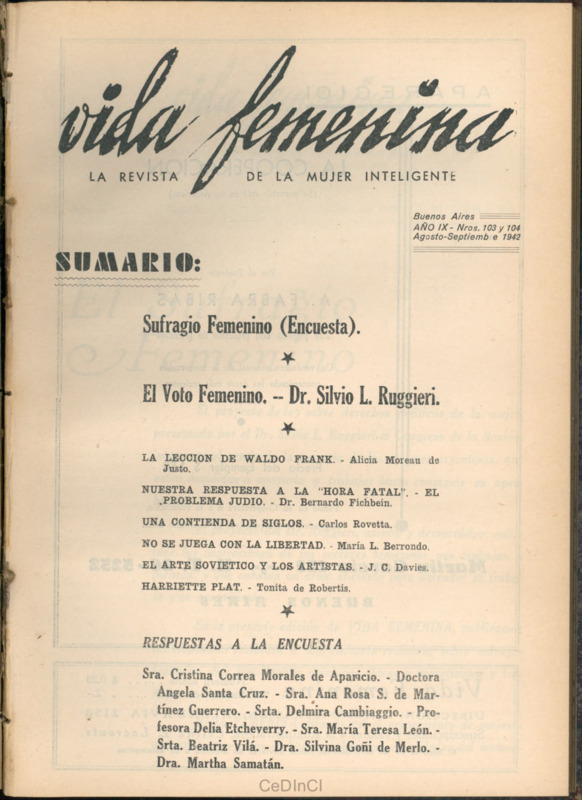 vida femenina
LA REVISTA DE LA MUJER INTELIGENTE
Buenos Aires
AÑO IX - Nros. 103 y 104
Agosto-Septiemb e 1942
SUMARIO:
Sufragio Femenino (Encuesta).
El Voto Femenino. -- Dr. Silvio L. Ruggieri.
LA LECCION DE WALDO FRANK. - Alicia Moreau de
Justo.
NUESTRA RESPUESTA A LA "HORA FATAL". - EL
PROBLEMA JUDIO. - Dr. Bernardo Fichbein.
UNA CONTIENDA DE SIGLOS. - Carlos Rovetta.
NO SE JUEGA CON LA LIBERTAD. - María L. Berrondo.
EL ARTE SOVIETICO Y LOS ARTISTAS. - J. C. Davies.
HARRIETTE PLAT. - Tonita de Robertis.
RESPUESTAS A LA ENCUESTA
Sra. Cristina Correa Morales de Aparicio. - Doctora
Angela Santa Cruz. - Sra. Ana Rosa S. de Mar-
tínez Guerrero. - Srta. Delmira Cambiaggio. - Pro-
fesora Delia Etcheverry. - Sra. María Teresa León. -
Srta. Beatriz Vilá. - Dra. Silvina Goñi de Merlo. -
Dra. Martha Samatán.
CeDInCI